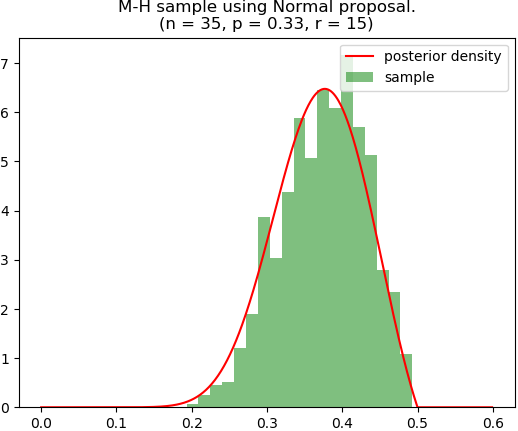 M-H sample using Normal proposal.
(n = 35, p = 0.33, r = 15)
posterior density
sample
7
6
5
4
3
2
1
0
0.0 0.1 0.2 0.3 0.4 0.5 0.6